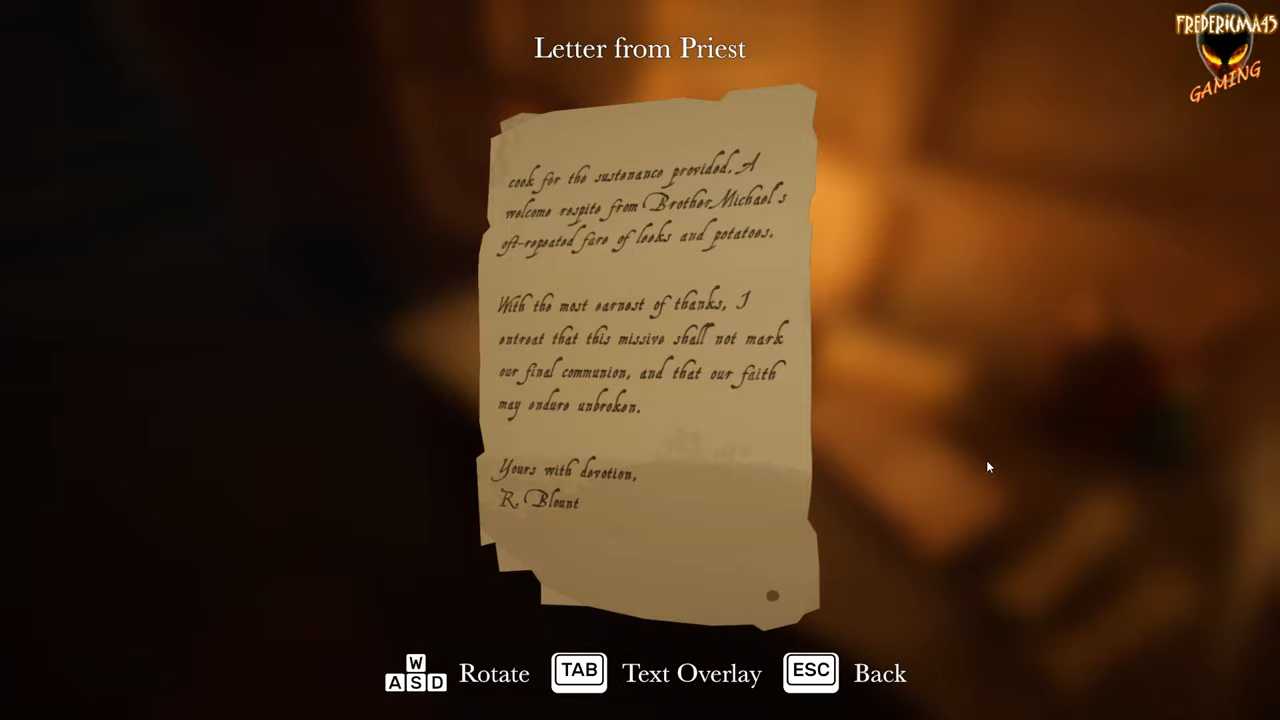 Letter from Priest
FREDERICMA45
GAMING
cook for the sustenance provided. A
welcome respite from Brother Michael's
oft-repeated fare of leeks and potatoes.
With the most earnest of thanks, I
entreat that this missive shall not mark
our final communion, and that our faith
may endure unbroken.
Yours with devotion,
R. Blount
W
A S D Rotate TAB Text Overlay ESC Back